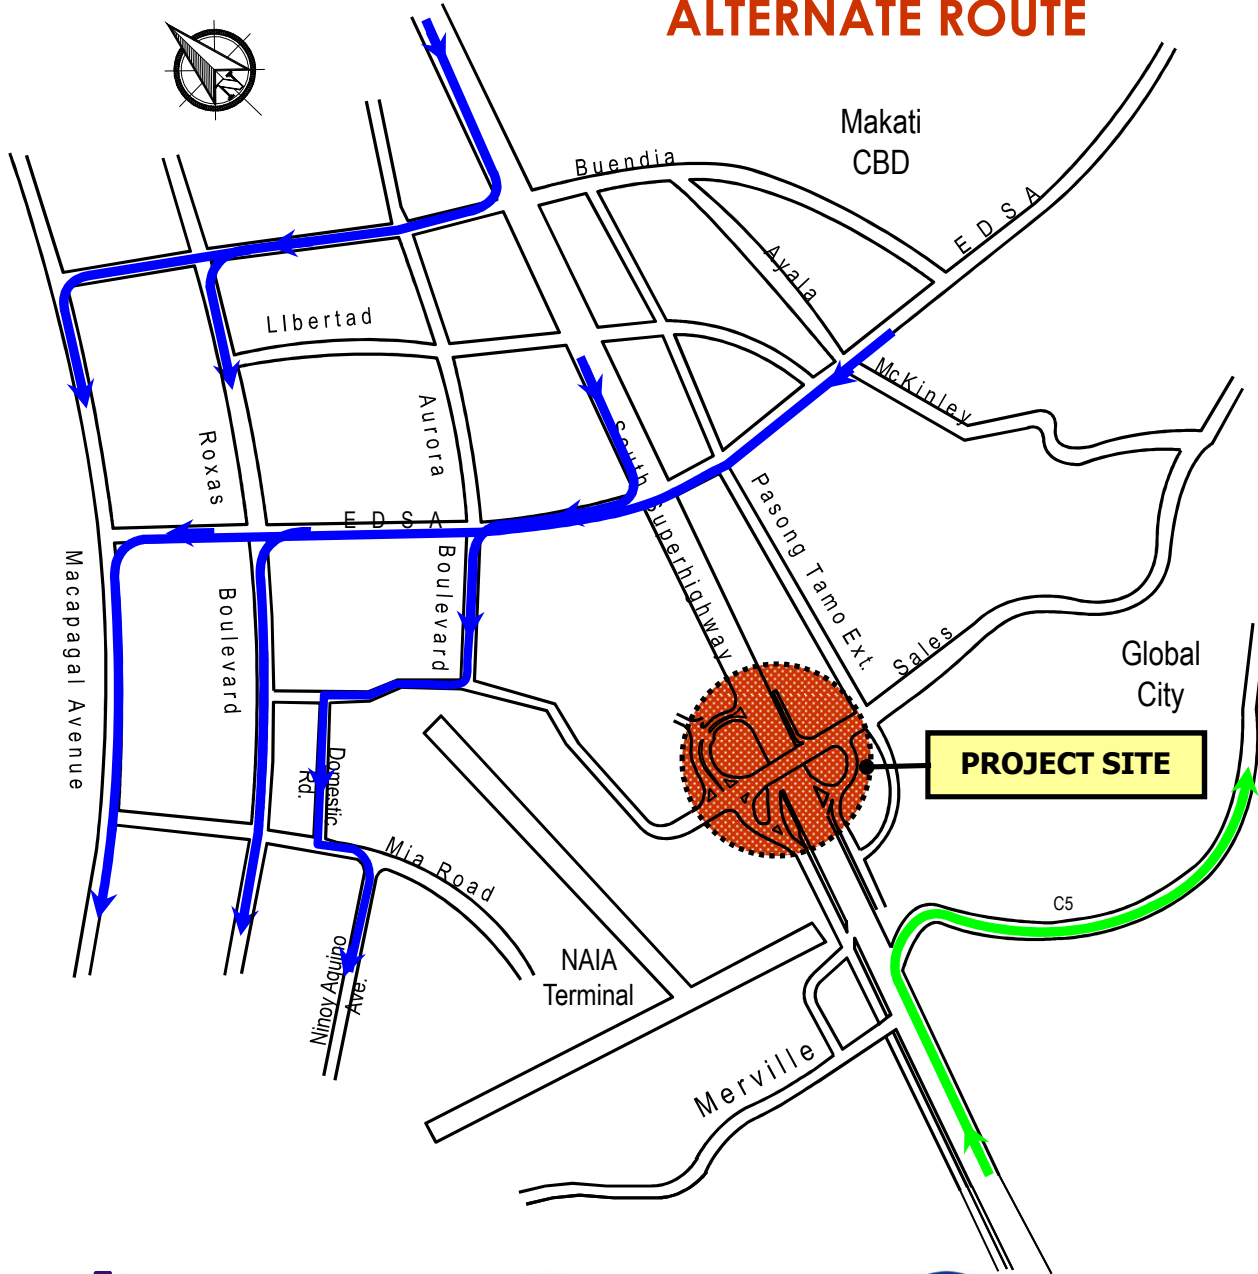 ALTERNATE ROUTE
N
Makati
CBD
Buendia
EDSA
Ayala
LIbertad
McKinley
Aurora
Roxas
South Superhighway
EDSA
Pasong Tamo Ext.
Boulevard
Macapagal Avenue
Boulevard
Sales
Global
City
PROJECT SITE
Domestic
Rd.
Mia Road
C5
NAIA
Terminal
Ninoy Aquino
Ave.
Merville